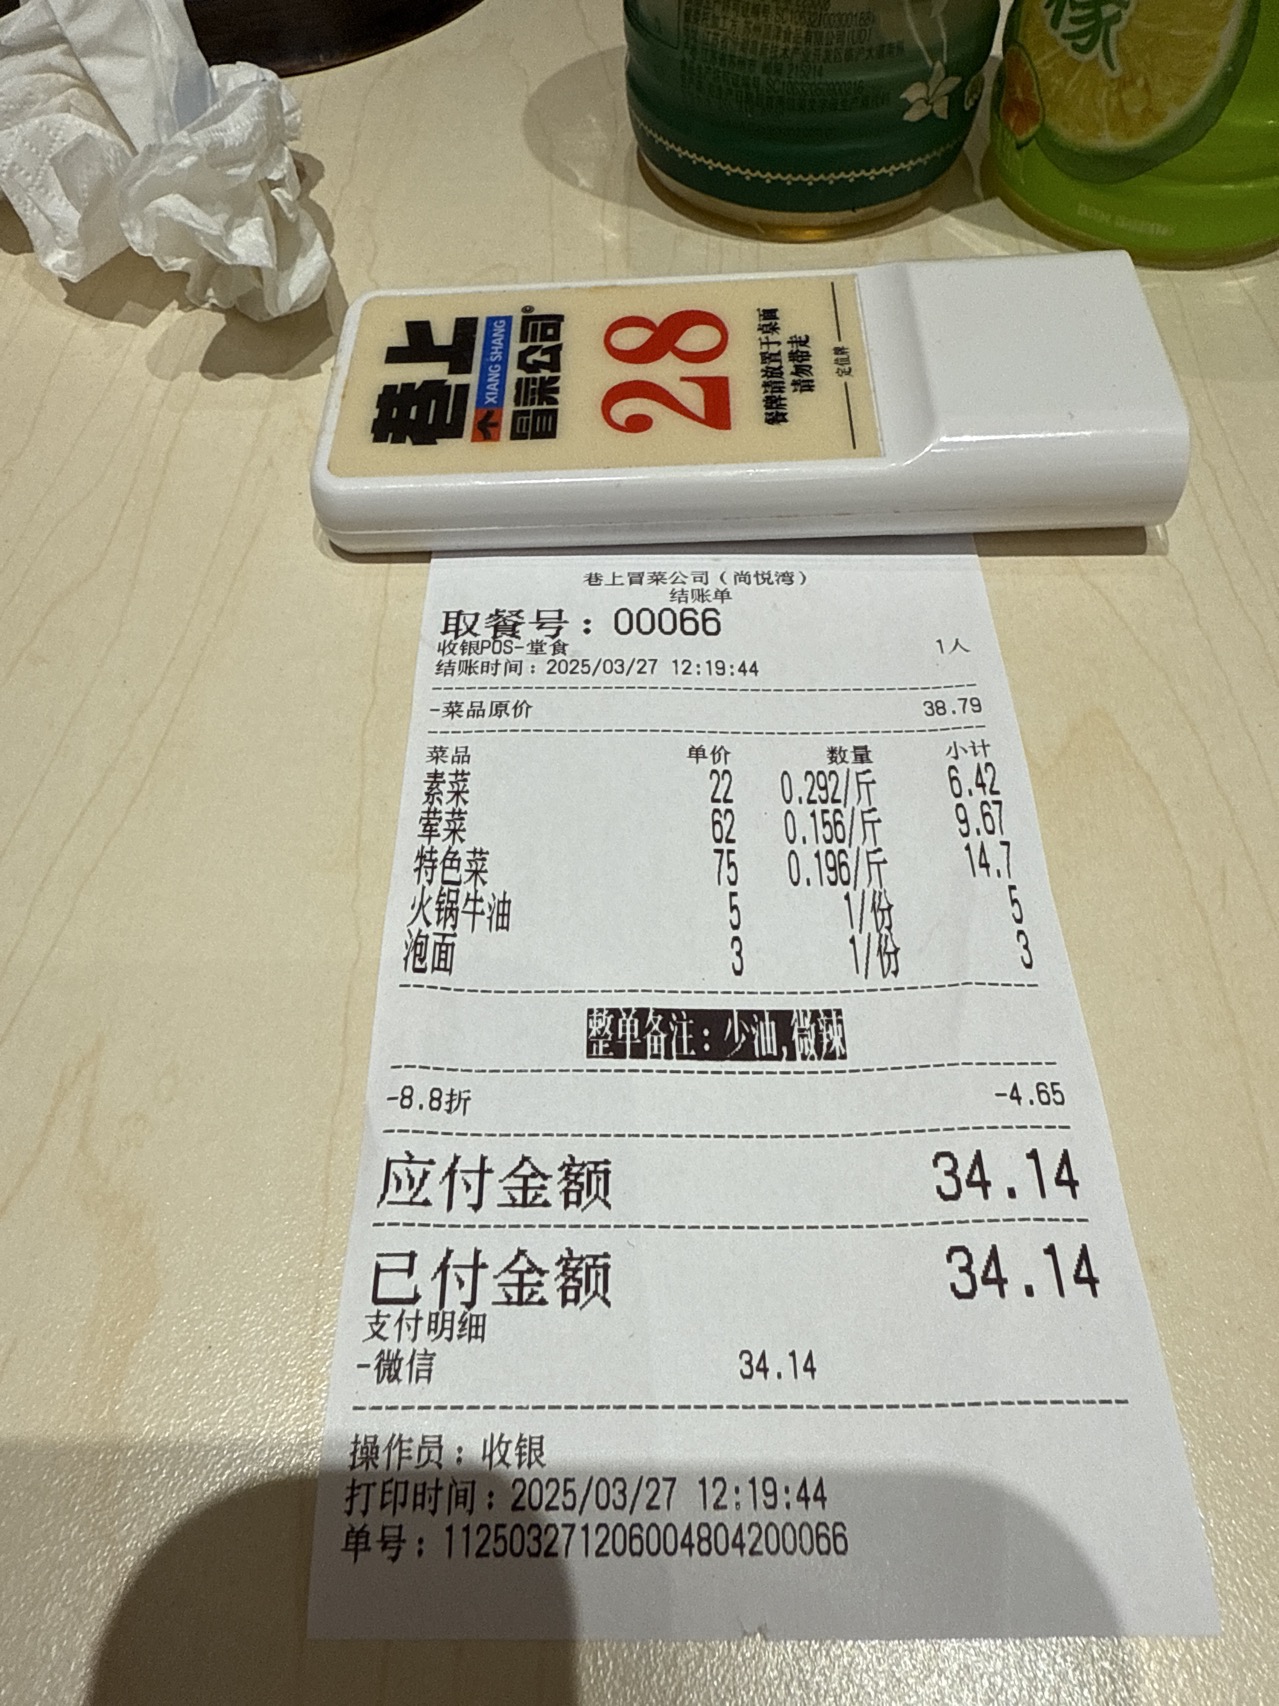 檬
巷上
XIANG SHANG
冒菜公司
28
餐牌请放置于桌面
请勿带走
定位牌
巷上冒菜公司（尚悦湾）
结账单
取餐号：00066
收银POS-堂食 1人
结账时间：2025/03/27 12:19:44
-菜品原价 38.79
菜品 单价 数量 小计
素菜 22 0.292/斤 6.42
荤菜 62 0.156/斤 9.67
特色菜 75 0.196/斤 14.7
火锅牛油 5 1/份 5
泡面 3 1/份 3
整单备注：少油,微辣
-8.8折 -4.65
应付金额 34.14
已付金额 34.14
支付明细
-微信 34.14
操作员：收银
打印时间：2025/03/27 12:19:44
单号：112503271206004804200066